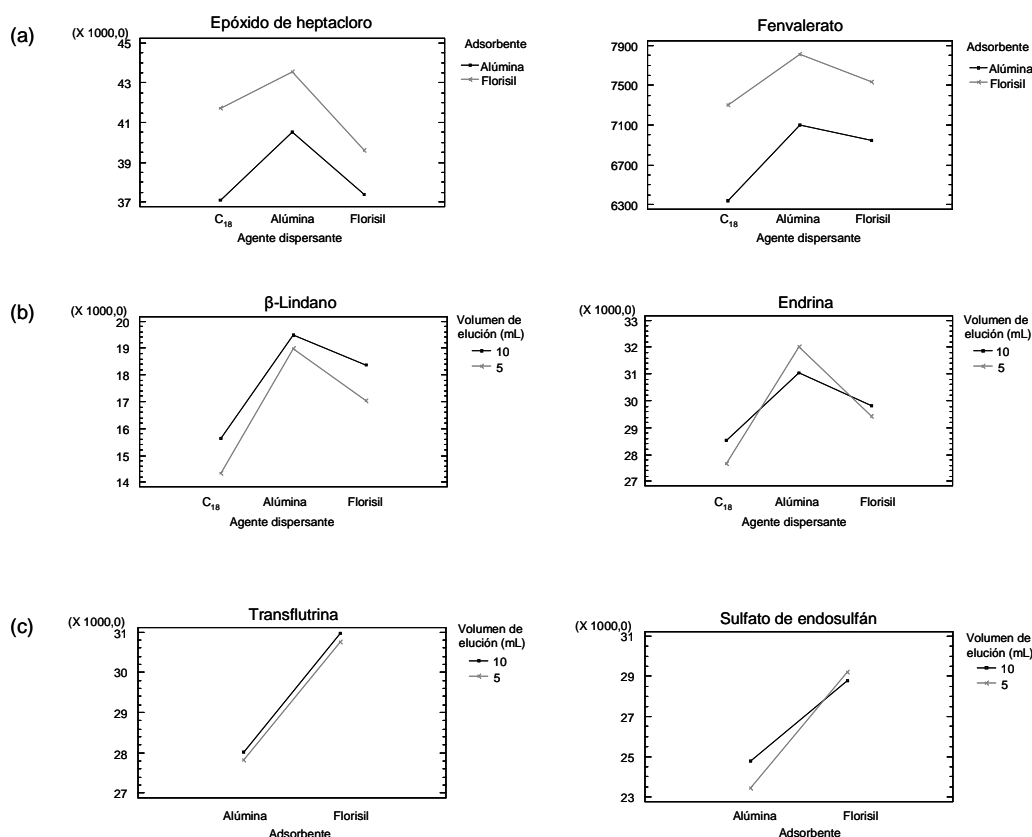 (a)
Epóxido de heptacloro
(X 1000,0)
45
43
41
39
37
C₁₈ Alúmina Florisil
Agente dispersante
Adsorbente
Alúmina
Florisil
Fenvalerato
7900
7500
7100
6700
6300
C₁₈ Alúmina Florisil
Agente dispersante
Adsorbente
Alúmina
Florisil
(b)
β-Lindano
(X 1000,0)
20
19
18
17
16
15
14
C₁₈ Alúmina Florisil
Agente dispersante
Volumen de
elución (mL)
10
5
Endrina
(X 1000,0)
33
32
31
30
29
28
27
C₁₈ Alúmina Florisil
Agente dispersante
Volumen de
elución (mL)
10
5
(c)
Transflutrina
(X 1000,0)
31
30
29
28
27
Alúmina Florisil
Adsorbente
Volumen de
elución (mL)
10
5
Sulfato de endosulfán
(X 1000,0)
31
29
27
25
23
Alúmina Florisil
Adsorbente
Volumen de
elución (mL)
10
5